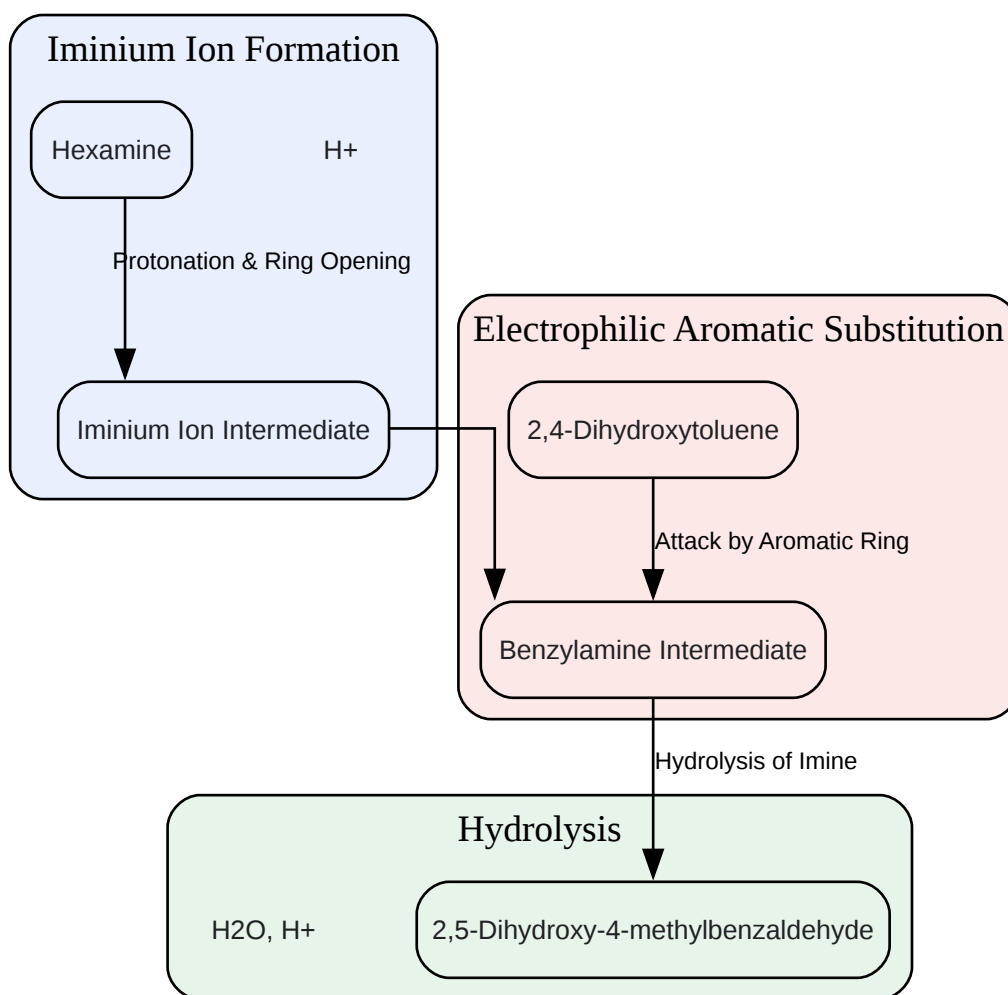 Iminium Ion Formation
Hexamine
H+
Protonation & Ring Opening
Iminium Ion Intermediate
Electrophilic Aromatic Substitution
2,4-Dihydroxytoluene
Attack by Aromatic Ring
Benzylamine Intermediate
Hydrolysis of Imine
Hydrolysis
H2O, H+
2,5-Dihydroxy-4-methylbenzaldehyde